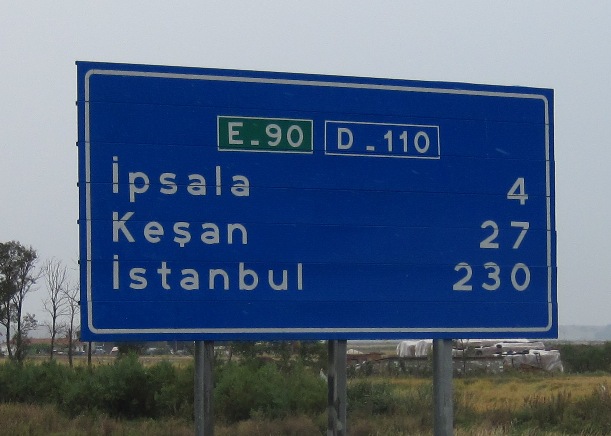 E-90 D-110
İpsala 4
Keşan 27
İstanbul 230